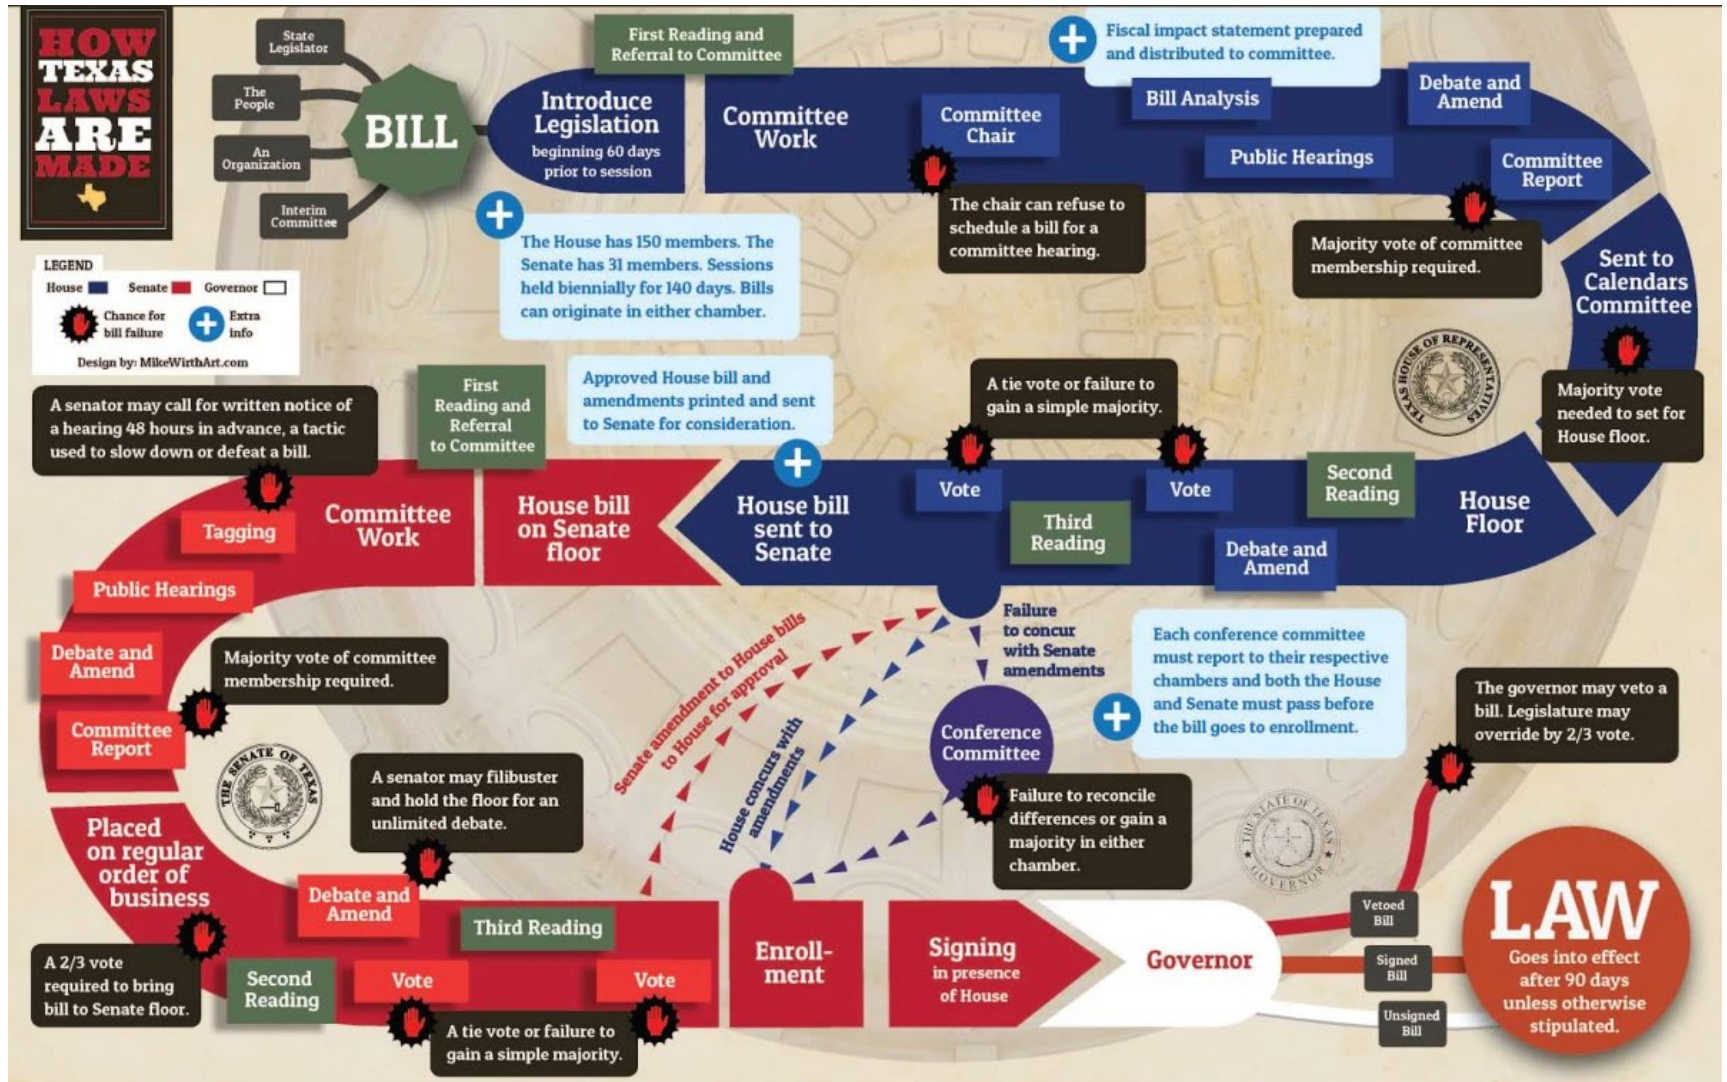 HOW
TEXAS
LAWS
ARE
MADE
State
Legislator
The
People
An
Organization
Interim
Committee
BILL
Introduce
Legislation
beginning 60 days
prior to session
First Reading and
Referral to Committee
Committee
Work
Committee
Chair
Fiscal impact statement prepared
and distributed to committee.
Bill Analysis
Public Hearings
Debate and
Amend
Committee
Report
The chair can refuse to
schedule a bill for a
committee hearing.
Majority vote of committee
membership required.
The House has 150 members. The
Senate has 31 members. Sessions
held biennially for 140 days. Bills
can originate in either chamber.
LEGEND
House
Senate
Governor
Chance for
bill failure
Extra
info
Design by: MikeWirthArt.com
Sent to
Calendars
Committee
Majority vote
needed to set for
House floor.
TEXAS HOUSE OF REPRESENTATIVES
House
Floor
Second
Reading
Debate and
Amend
Vote
Third
Reading
Vote
A tie vote or failure to
gain a simple majority.
House bill
sent to
Senate
Approved House bill and
amendments printed and sent
to Senate for consideration.
House bill
on Senate
floor
First
Reading and
Referral
to Committee
Committee
Work
A senator may call for written notice of
a hearing 48 hours in advance, a tactic
used to slow down or defeat a bill.
Tagging
Public Hearings
Debate and
Amend
Committee
Report
Majority vote of committee
membership required.
THE SENATE OF TEXAS
Placed
on regular
order of
business
A 2/3 vote
required to bring
bill to Senate floor.
Second
Reading
Debate and
Amend
A senator may filibuster
and hold the floor for an
unlimited debate.
Vote
Third Reading
Vote
A tie vote or failure to
gain a simple majority.
Senate amendment to House bills
to House for approval
House concurs with
amendments
Failure
to concur
with Senate
amendments
Conference
Committee
Each conference committee
must report to their respective
chambers and both the House
and Senate must pass before
the bill goes to enrollment.
Failure to reconcile
differences or gain a
majority in either
chamber.
Enroll-
ment
Signing
in presence
of House
Governor
THE STATE OF TEXAS
GOVERNOR
The governor may veto a
bill. Legislature may
override by 2/3 vote.
Vetoed
Bill
Signed
Bill
Unsigned
Bill
LAW
Goes into effect
after 90 days
unless otherwise
stipulated.